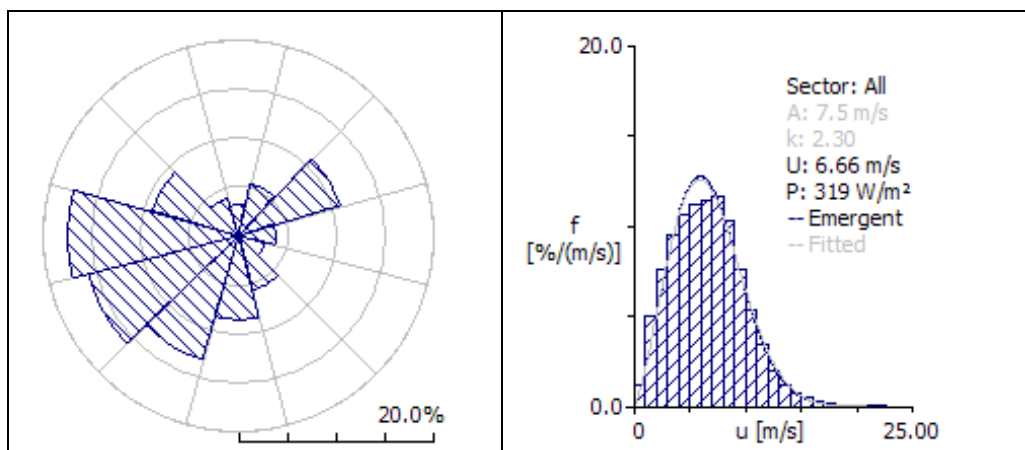 20.0%
20.0
Sector: All
A: 7.5 m/s
k: 2.30
U: 6.66 m/s
P: 319 W/m²
-- Emergent
-- Fitted
f
[%/(m/s)]
0.0
0
u [m/s]
25.00